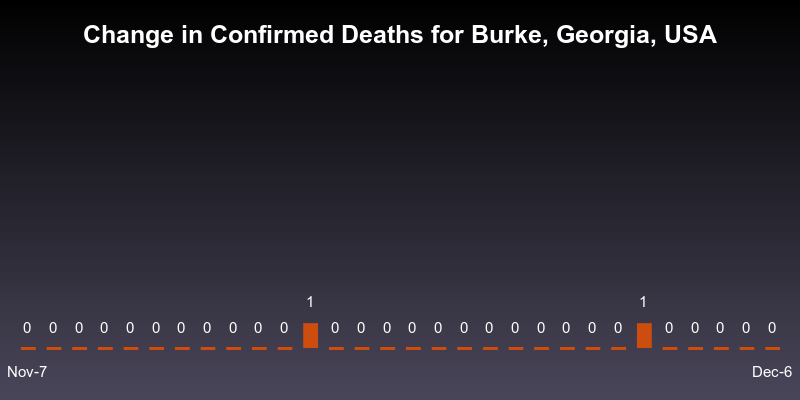 Change in Confirmed Deaths for Burke, Georgia, USA
1 1
0 0 0 0 0 0 0 0 0 0 0 0 0 0 0 0 0 0 0 0 0 0 0 0 0 0 0 0
Nov-7 Dec-6